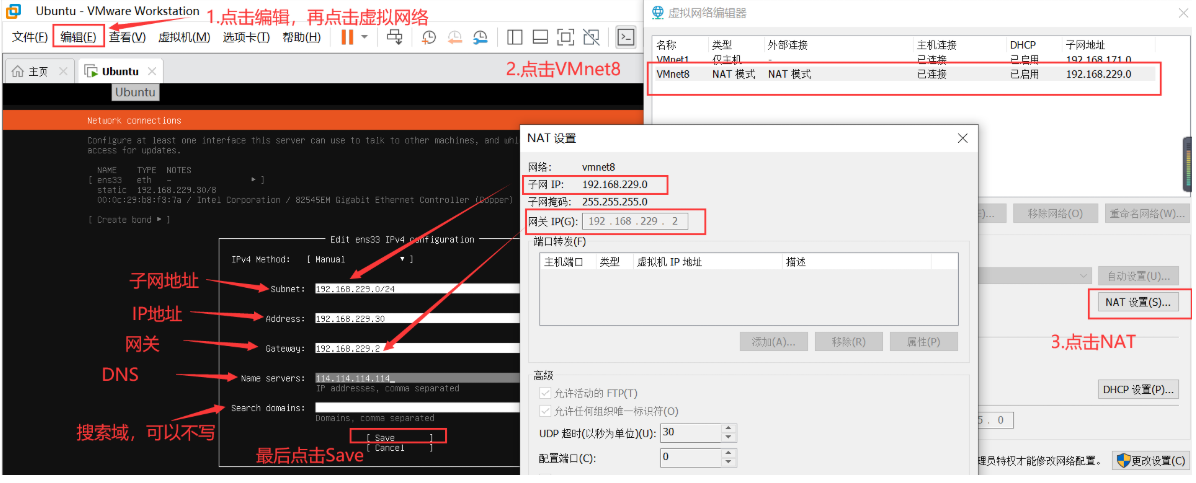 Ubuntu - VMware Workstation
1.点击编辑，再点击虚拟网络
文件(F) 编辑(E) 查看(V) 虚拟机(M) 选项卡(T) 帮助(H)
主页 Ubuntu
Ubuntu
2.点击VMnet8
虚拟网络编辑器
名称 类型 外部连接 主机连接 DHCP 子网地址
VMnet1 仅主机 - 已连接 已启用 192.168.171.0
VMnet8 NAT 模式 NAT 模式 已连接 已启用 192.168.229.0
Network connections
Configure at least one interface this server can use to talk to other machines, and whi
access for updates.
NAME TYPE NOTES
[ ens33 eth - ▸ ]
static 192.168.229.30/8
00:0c:29:b8:f3:7a / Intel Corporation / 82545EM Gigabit Ethernet Controller (Copper)
[ Create bond ▸ ]
Edit ens33 IPv4 configuration
IPv4 Method: [ Manual ▾ ]
子网地址
Subnet: 192.168.229.0/24
IP地址
Address: 192.168.229.30
网关
Gateway: 192.168.229.2
DNS
Name servers: 114.114.114.114_
IP addresses, comma separated
Search domains:
Domains, comma separated
搜索域，可以不写
[ Save ]
[ Cancel ]
最后点击Save
NAT 设置
网络: vmnet8
子网 IP: 192.168.229.0
子网掩码: 255.255.255.0
网关 IP(G): 192 . 168 . 229 . 2
端口转发(F)
主机端口 类型 虚拟机 IP 地址 描述
添加(A)... 移除(R) 属性(P)
高级
允许活动的 FTP(T)
允许任何组织唯一标识符(O)
UDP 超时(以秒为单位)(U): 30
配置端口(C): 0
移除网络(O) 重命名网络(W)...
自动设置(U)...
NAT 设置(S)...
3.点击NAT
DHCP 设置(P)...
5 . 0
理员特权才能修改网络配置。 更改设置(C)